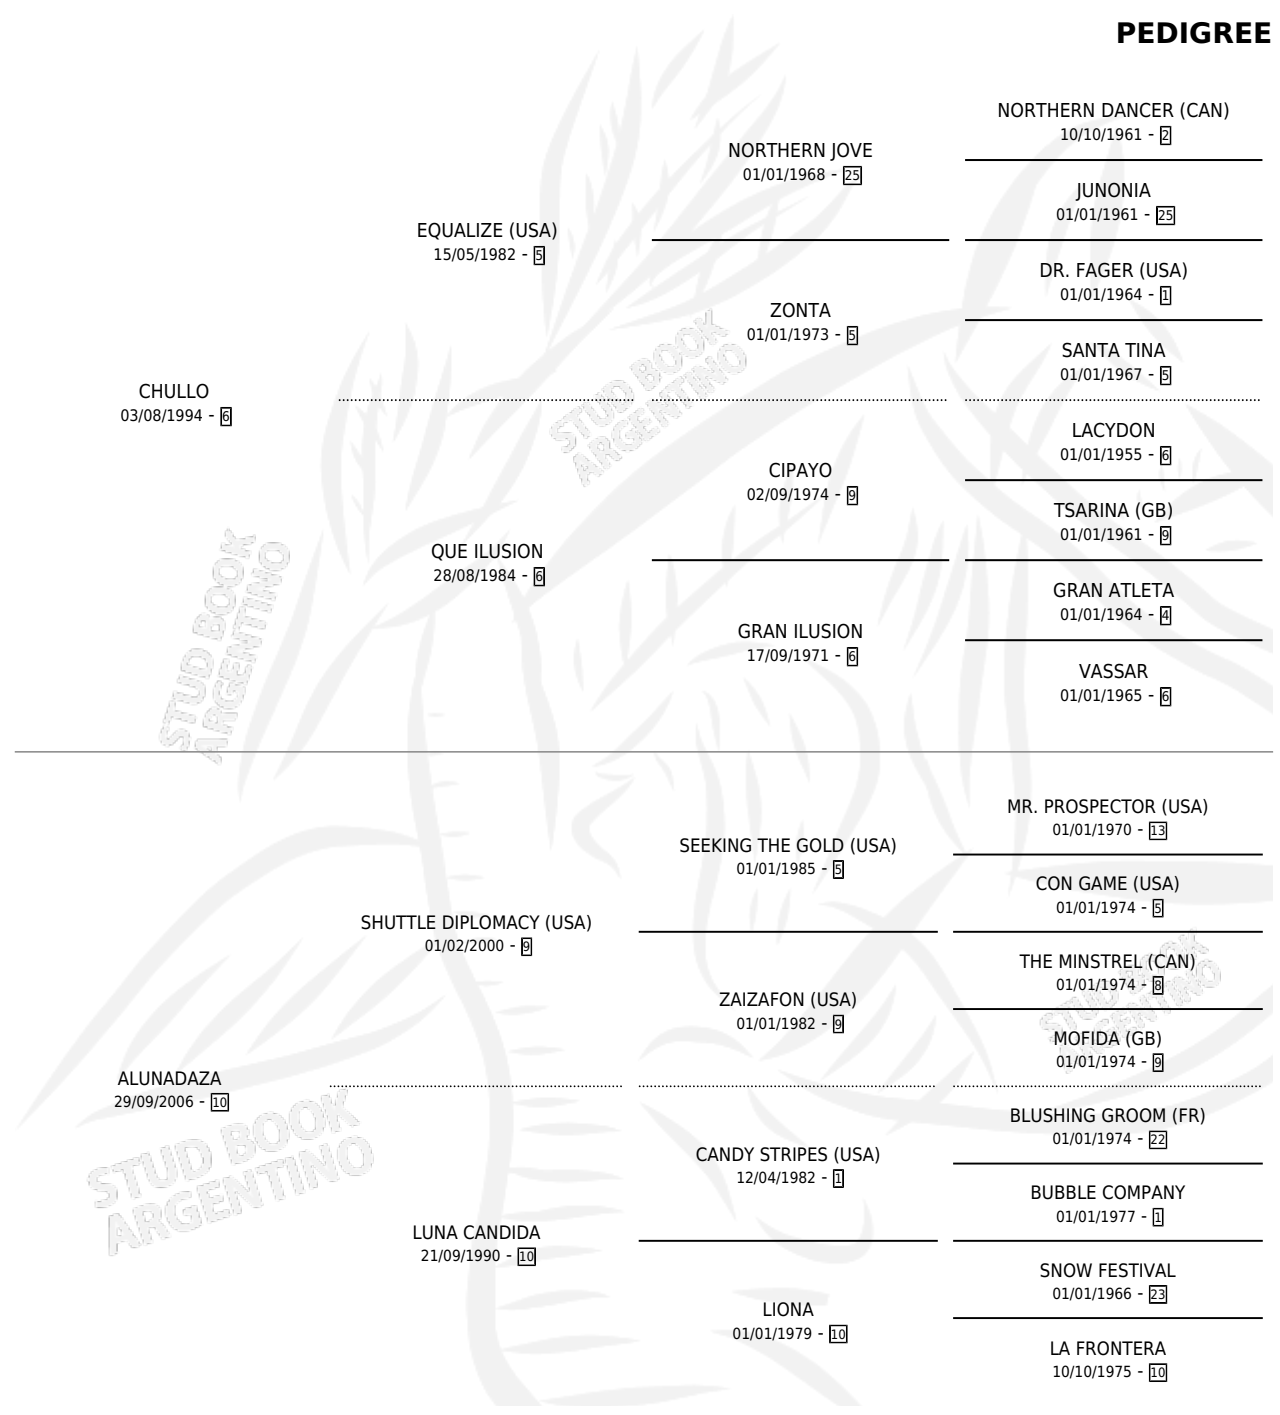 PEDIGREE
NORTHERN DANCER (CAN)
10/10/1961 - 2
NORTHERN JOVE
01/01/1968 - 25
JUNONIA
01/01/1961 - 25
EQUALIZE (USA)
15/05/1982 - 5
DR. FAGER (USA)
01/01/1964 - 1
ZONTA
01/01/1973 - 5
SANTA TINA
01/01/1967 - 5
CHULLO
03/08/1994 - 6
LACYDON
01/01/1955 - 6
CIPAYO
02/09/1974 - 9
TSARINA (GB)
01/01/1961 - 9
QUE ILUSION
28/08/1984 - 6
GRAN ATLETA
01/01/1964 - 4
GRAN ILUSION
17/09/1971 - 6
VASSAR
01/01/1965 - 6
MR. PROSPECTOR (USA)
01/01/1970 - 13
SEEKING THE GOLD (USA)
01/01/1985 - 5
CON GAME (USA)
01/01/1974 - 5
SHUTTLE DIPLOMACY (USA)
01/02/2000 - 9
THE MINSTREL (CAN)
01/01/1974 - 8
ZAIZAFON (USA)
01/01/1982 - 9
MOFIDA (GB)
01/01/1974 - 9
ALUNADAZA
29/09/2006 - 10
BLUSHING GROOM (FR)
01/01/1974 - 22
CANDY STRIPES (USA)
12/04/1982 - 1
BUBBLE COMPANY
01/01/1977 - 1
LUNA CANDIDA
21/09/1990 - 10
SNOW FESTIVAL
01/01/1966 - 23
LIONA
01/01/1979 - 10
LA FRONTERA
10/10/1975 - 10
STUD BOOK
ARGENTINO
STUD BOOK
ARGENTINO
STUD BOOK
ARGENTINO
STUD BOOK
ARGENTINO